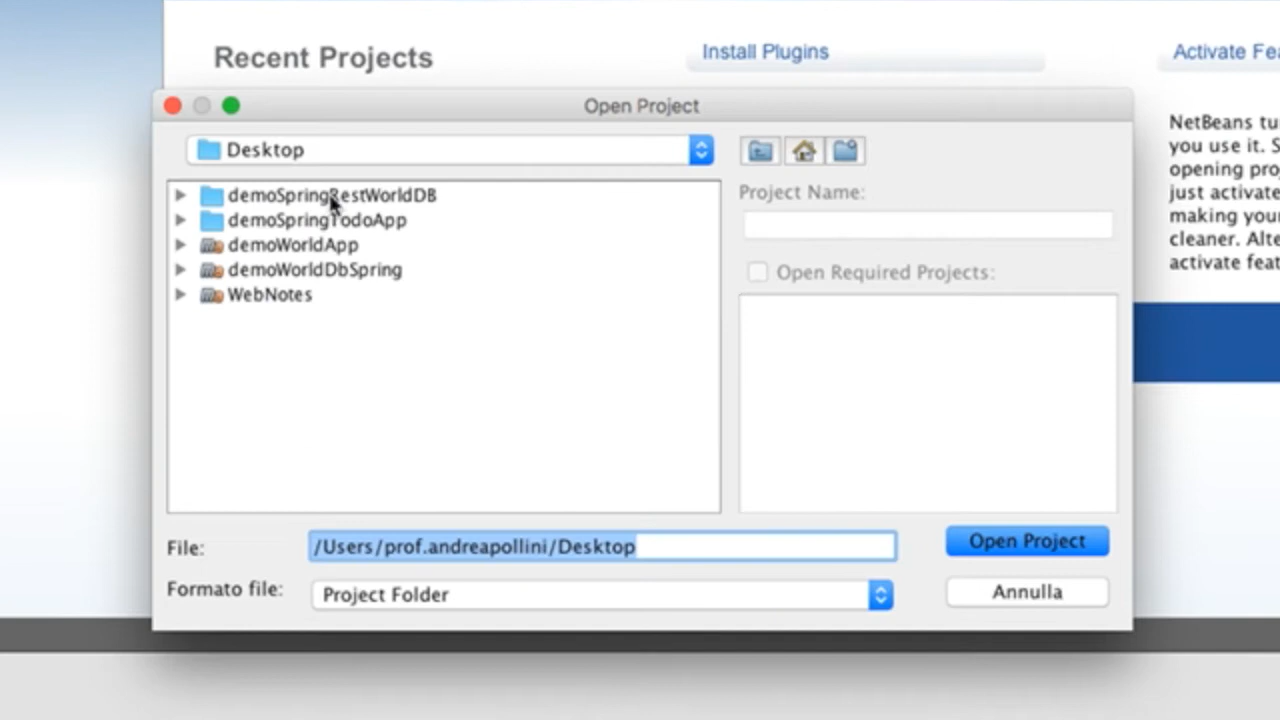 Recent Projects
Install Plugins
Activate Fea
Open Project
Desktop
demoSpringRestWorldDB
demoSpringTodoApp
demoWorldApp
demoWorldDbSpring
WebNotes
Project Name:
Open Required Projects:
NetBeans tu
you use it. S
opening proj
just activate
making your
cleaner. Alte
activate feat
File:
/Users/prof.andreapollini/Desktop
Open Project
Formato file:
Project Folder
Annulla